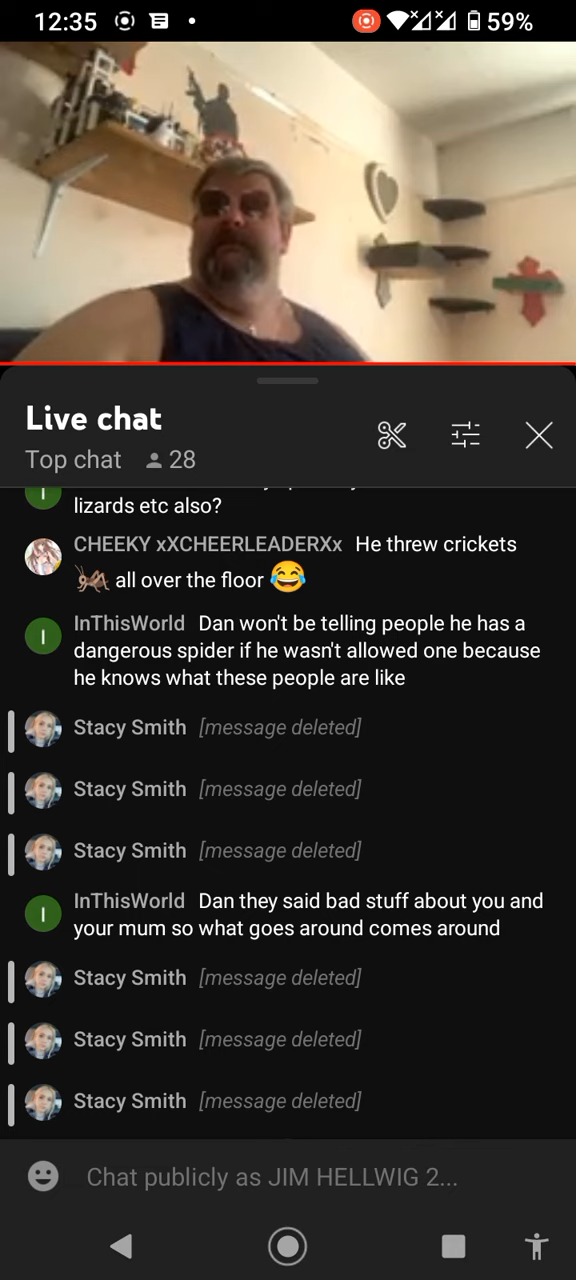 12:35
59%
Live chat
Top chat 28
lizards etc also?
CHEEKY xXCHEERLEADERXx He threw crickets
🦗 all over the floor 😂
InThisWorld Dan won't be telling people he has a
dangerous spider if he wasn't allowed one because
he knows what these people are like
Stacy Smith [message deleted]
Stacy Smith [message deleted]
Stacy Smith [message deleted]
InThisWorld Dan they said bad stuff about you and
your mum so what goes around comes around
Stacy Smith [message deleted]
Stacy Smith [message deleted]
Stacy Smith [message deleted]
Chat publicly as JIM HELLWIG 2...